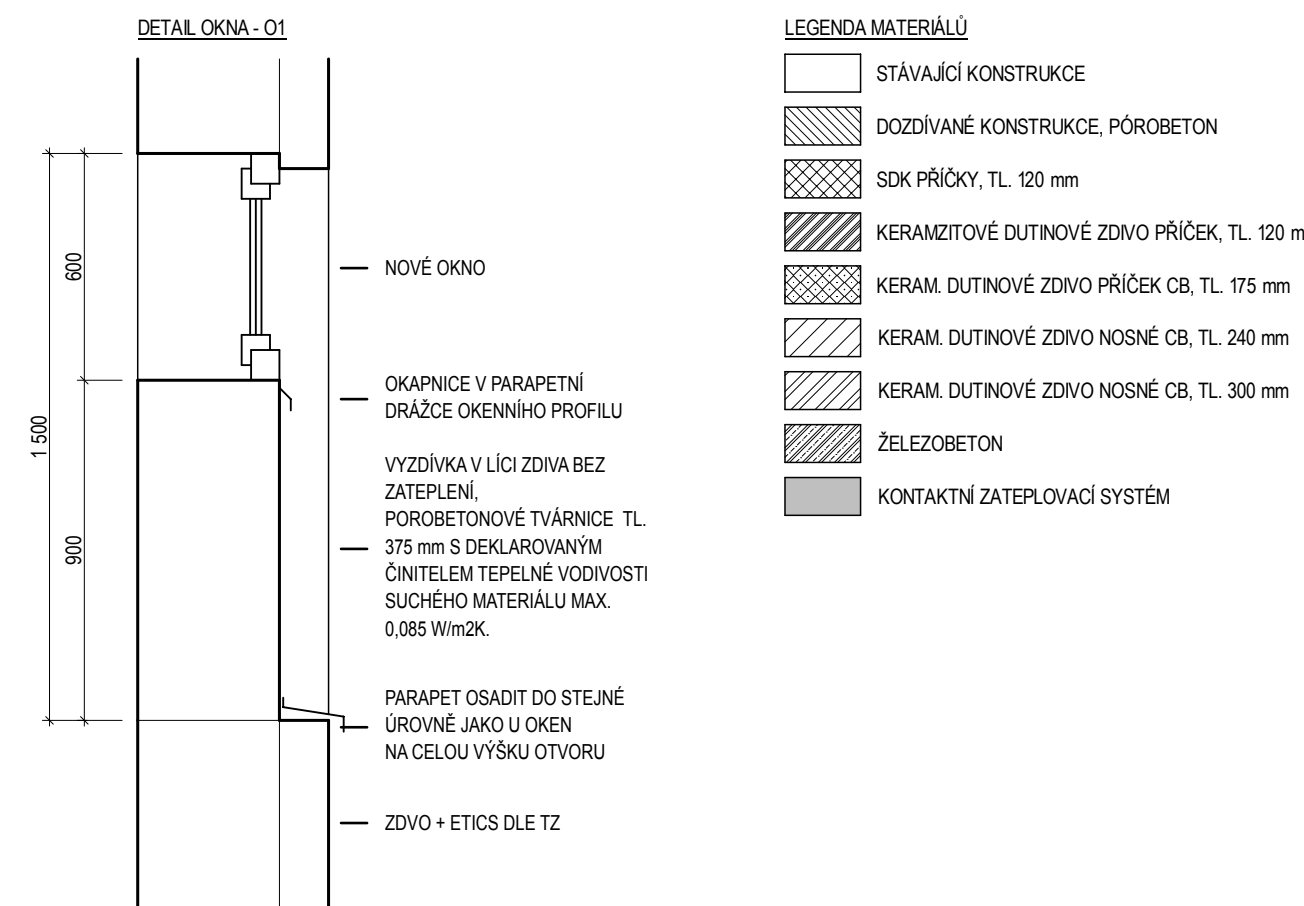 DETAIL OKNA - O1
600
1 500
900
NOVÉ OKNO
OKAPNICE V PARAPETNÍ
DRÁŽCE OKENNÍHO PROFILU
VYZDÍVKA V LÍCI ZDIVA BEZ
ZATEPLENÍ,
POROBETONOVÉ TVÁRNICE TL.
375 mm S DEKLAROVANÝM
ČINITELEM TEPELNÉ VODIVOSTI
SUCHÉHO MATERIÁLU MAX.
0,085 W/m2K.
PARAPET OSADIT DO STEJNÉ
ÚROVNĚ JAKO U OKEN
NA CELOU VÝŠKU OTVORU
ZDVO + ETICS DLE TZ
LEGENDA MATERIÁLŮ
STÁVAJÍCÍ KONSTRUKCE
DOZDÍVANÉ KONSTRUKCE, PÓROBETON
SDK PŘÍČKY, TL. 120 mm
KERAMZITOVÉ DUTINOVÉ ZDIVO PŘÍČEK, TL. 120 m
KERAM. DUTINOVÉ ZDIVO PŘÍČEK CB, TL. 175 mm
KERAM. DUTINOVÉ ZDIVO NOSNÉ CB, TL. 240 mm
KERAM. DUTINOVÉ ZDIVO NOSNÉ CB, TL. 300 mm
ŽELEZOBETON
KONTAKTNÍ ZATEPLOVACÍ SYSTÉM